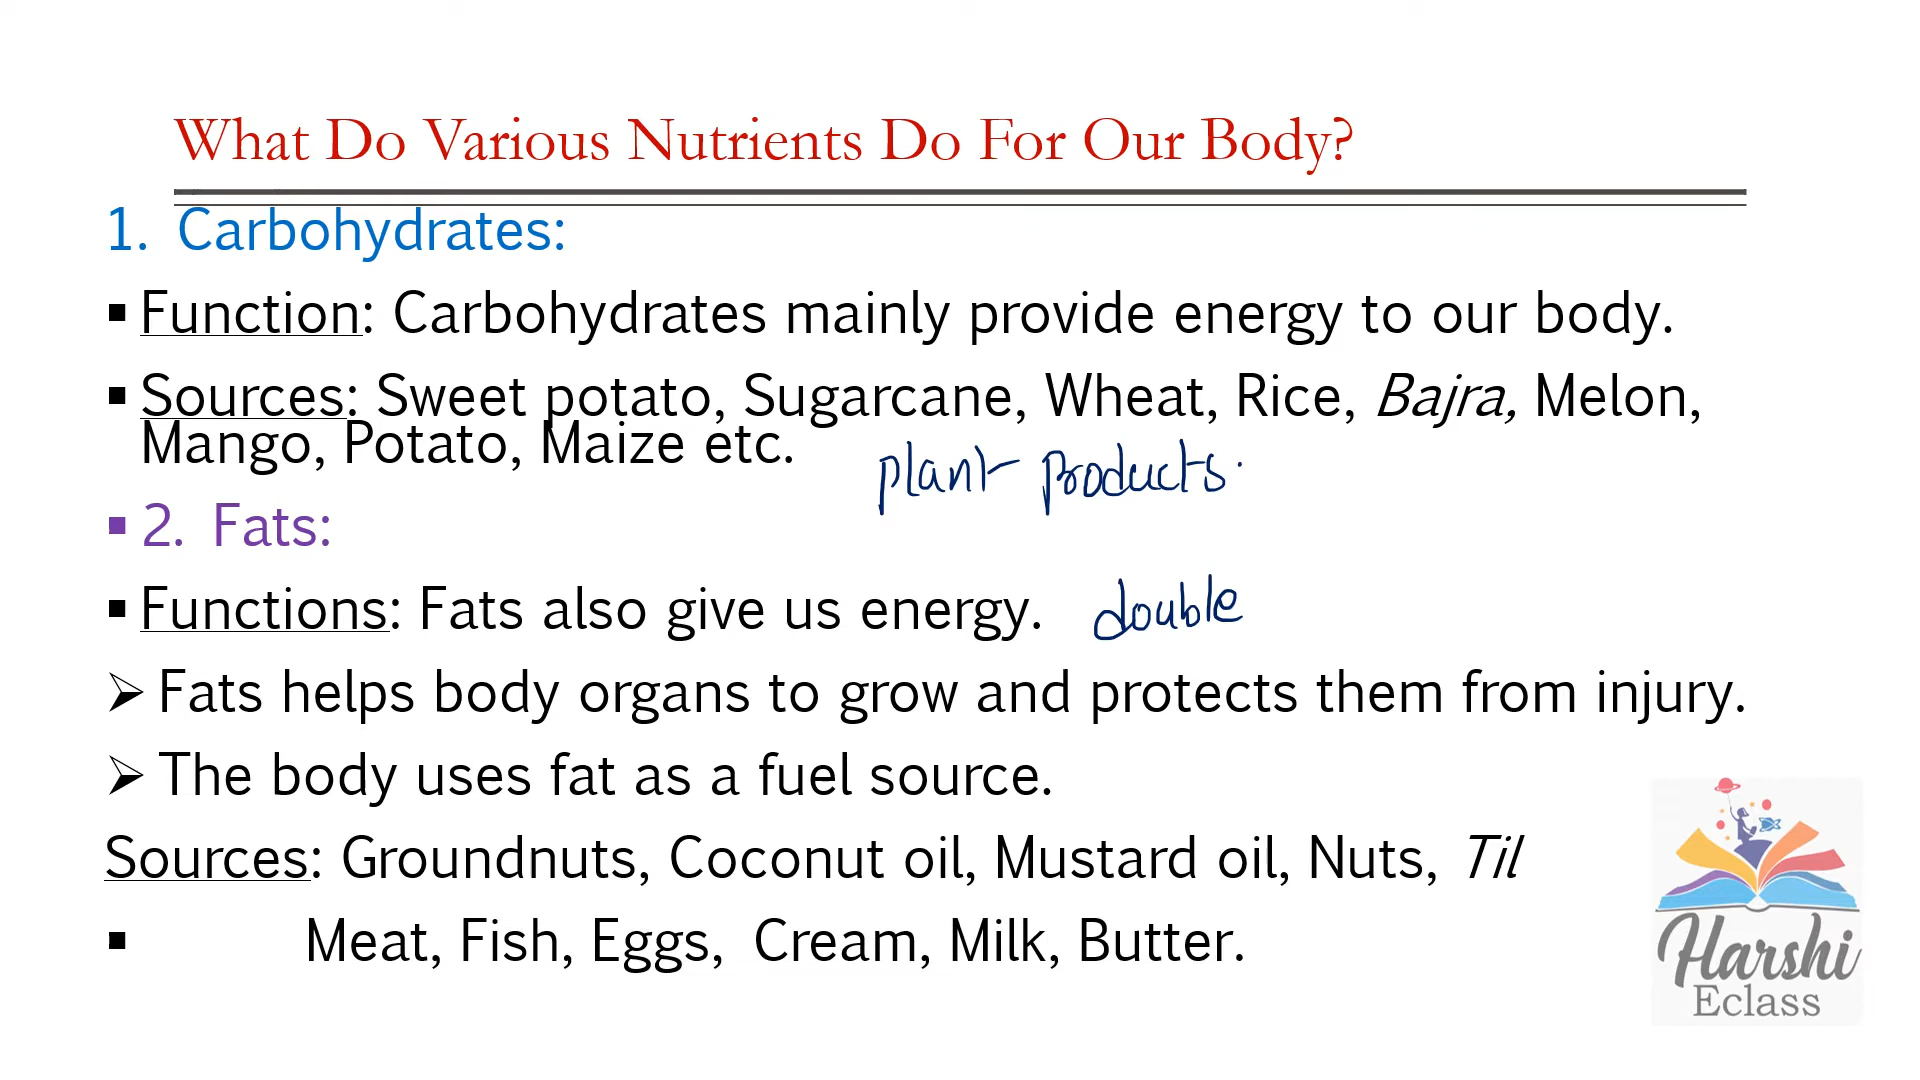 What Do Various Nutrients Do For Our Body?
1. Carbohydrates:
▪ Function: Carbohydrates mainly provide energy to our body.
▪ Sources: Sweet potato, Sugarcane, Wheat, Rice, Bajra, Melon,
Mango, Potato, Maize etc.
plant products.
▪ 2. Fats:
▪ Functions: Fats also give us energy. double
➢ Fats helps body organs to grow and protects them from injury.
➢ The body uses fat as a fuel source.
Sources: Groundnuts, Coconut oil, Mustard oil, Nuts, Til
▪ Meat, Fish, Eggs, Cream, Milk, Butter.
Harshi
Eclass